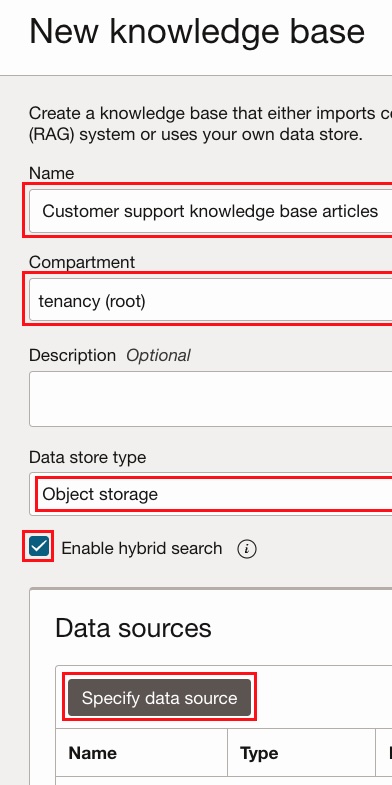 New knowledge base
Create a knowledge base that either imports
(RAG) system or uses your own data store.
Name
Customer support knowledge base articles
Compartment
tenancy (root)
Description Optional
Data store type
Object storage
Enable hybrid search
Data sources
Specify data source
Name Type